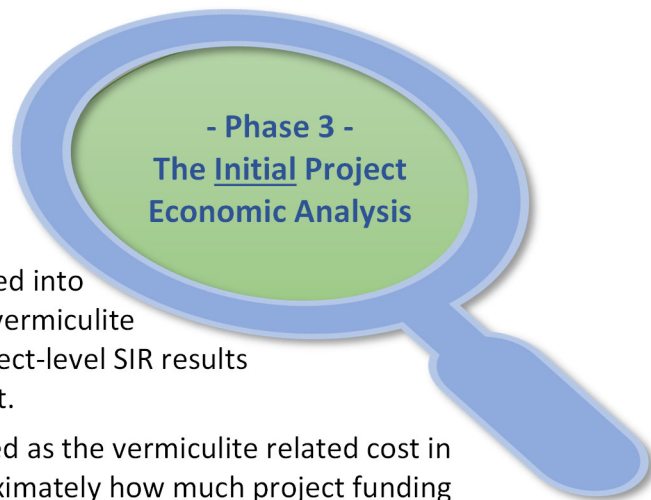 - Phase 3 -
The Initial Project
Economic Analysis
ed into
vermiculite
ect-level SIR results
t.
ed as the vermiculite related cost in
ximately how much project funding